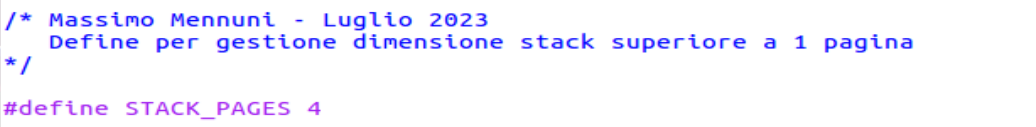 /* Massimo Mennuni - Luglio 2023
Define per gestione dimensione stack superiore a 1 pagina
*/
#define STACK_PAGES 4